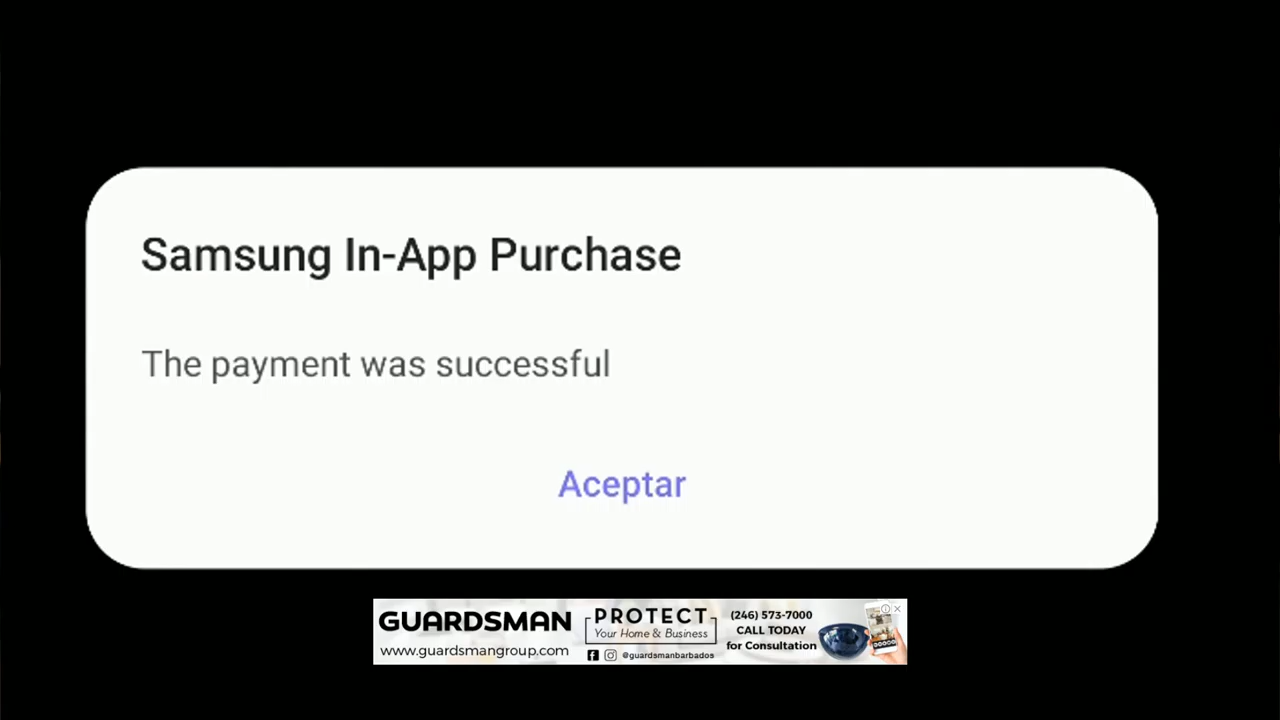 Samsung In-App Purchase
The payment was successful
Aceptar
GUARDSMAN
www.guardsmangroup.com
PROTECT
Your Home & Business
@guardsmanbarbados
(246) 573-7000
CALL TODAY
for Consultation